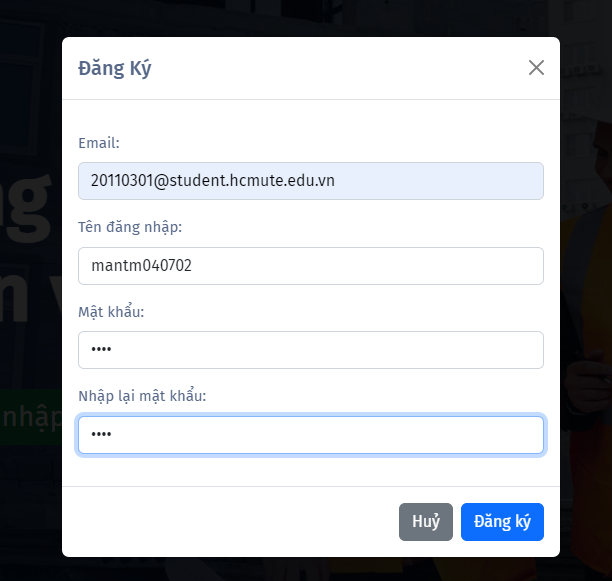 Đăng Ký
Email:
20110301@student.hcmute.edu.vn
Tên đăng nhập:
mantm040702
Mật khẩu:
••••
Nhập lại mật khẩu:
••••
Huỷ
Đăng ký
g
n v
nhập